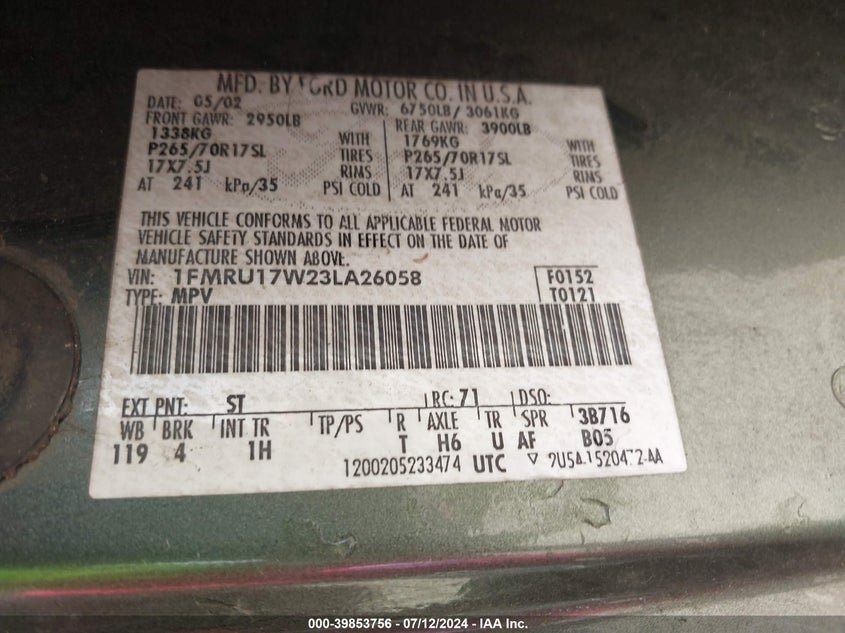 MFD. BY FORD MOTOR CO. IN U.S.A.
DATE: 05/02 GVWR: 6750LB/ 3061KG
FRONT GAWR: 2950LB REAR GAWR: 3900LB
1338KG WITH 1769KG WITH
P265/70R17SL TIRES P265/70R17SL TIRES
17X7.5J RIMS 17X7.5J RIMS
AT 241 kPa/35 PSI COLD AT 241 kPa/35 PSI COLD
THIS VEHICLE CONFORMS TO ALL APPLICABLE FEDERAL MOTOR
VEHICLE SAFETY STANDARDS IN EFFECT ON THE DATE OF
MANUFACTURE SHOWN ABOVE.
VIN: 1FMRU17W23LA26058 F0152
TYPE: MPV T0121
EXT PNT: ST RC: 71 DSO:
WB BRK INT TR TP/PS R AXLE TR SPR 3B716
119 4 1H T H6 U AF B05
1200205233474 UTC
000-39853756 - 07/12/2024 - IAA Inc.